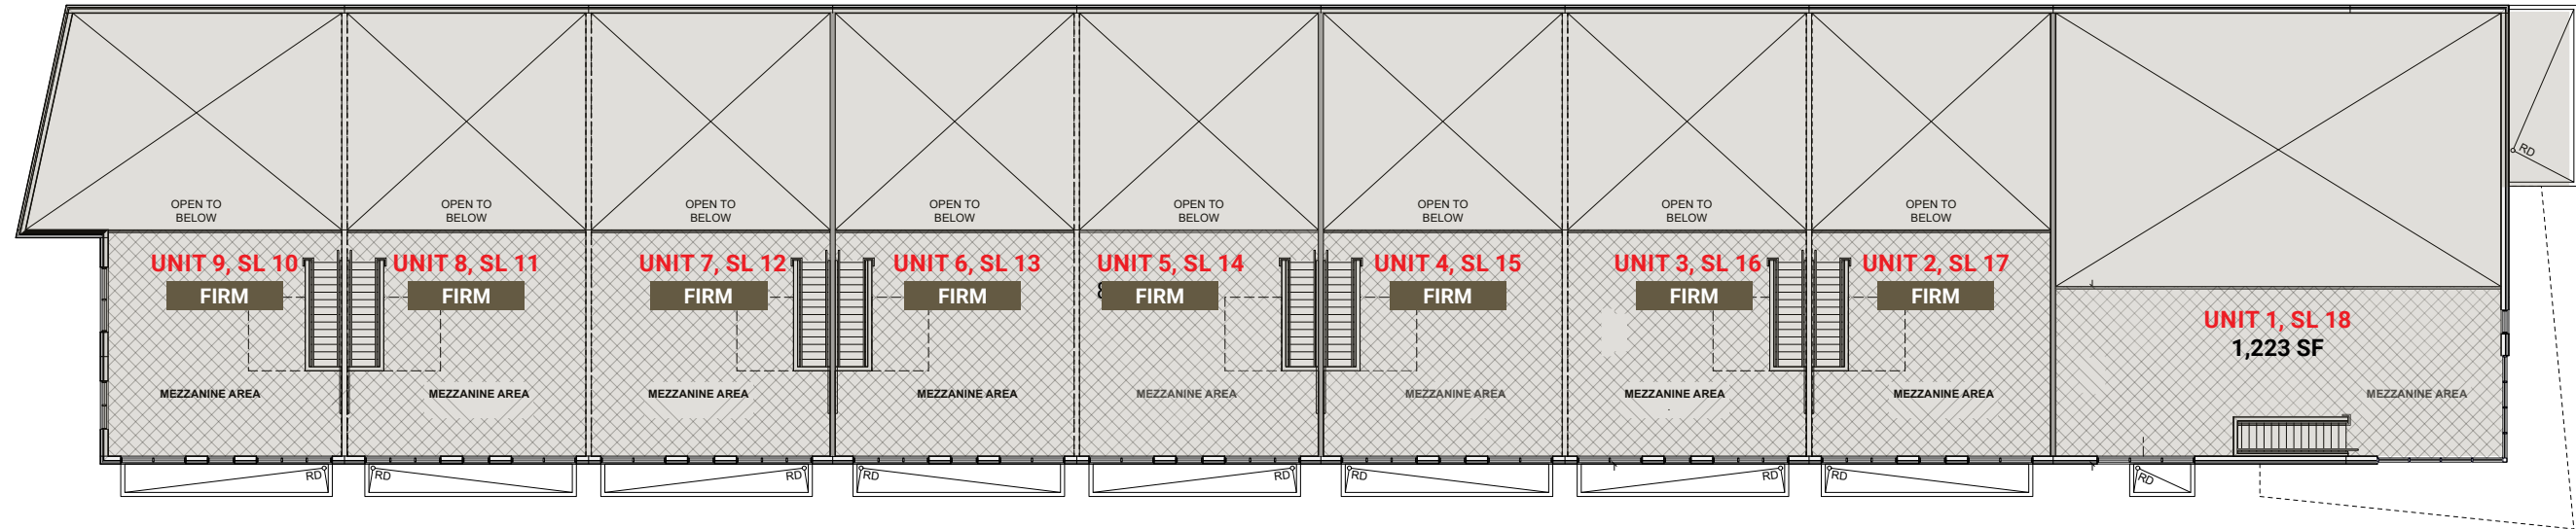 RD
OPEN TO
BELOW
OPEN TO
BELOW
OPEN TO
BELOW
OPEN TO
BELOW
OPEN TO
BELOW
OPEN TO
BELOW
OPEN TO
BELOW
OPEN TO
BELOW
UNIT 9, SL 10
FIRM
UNIT 8, SL 11
FIRM
UNIT 7, SL 12
FIRM
UNIT 6, SL 13
FIRM
UNIT 5, SL 14
FIRM
UNIT 4, SL 15
FIRM
UNIT 3, SL 16
FIRM
UNIT 2, SL 17
FIRM
UNIT 1, SL 18
1,223 SF
MEZZANINE AREA
MEZZANINE AREA
MEZZANINE AREA
MEZZANINE AREA
MEZZANINE AREA
MEZZANINE AREA
MEZZANINE AREA
MEZZANINE AREA
MEZZANINE AREA
RD
RD
RD
RD
RD
RD
RD
RD
RD